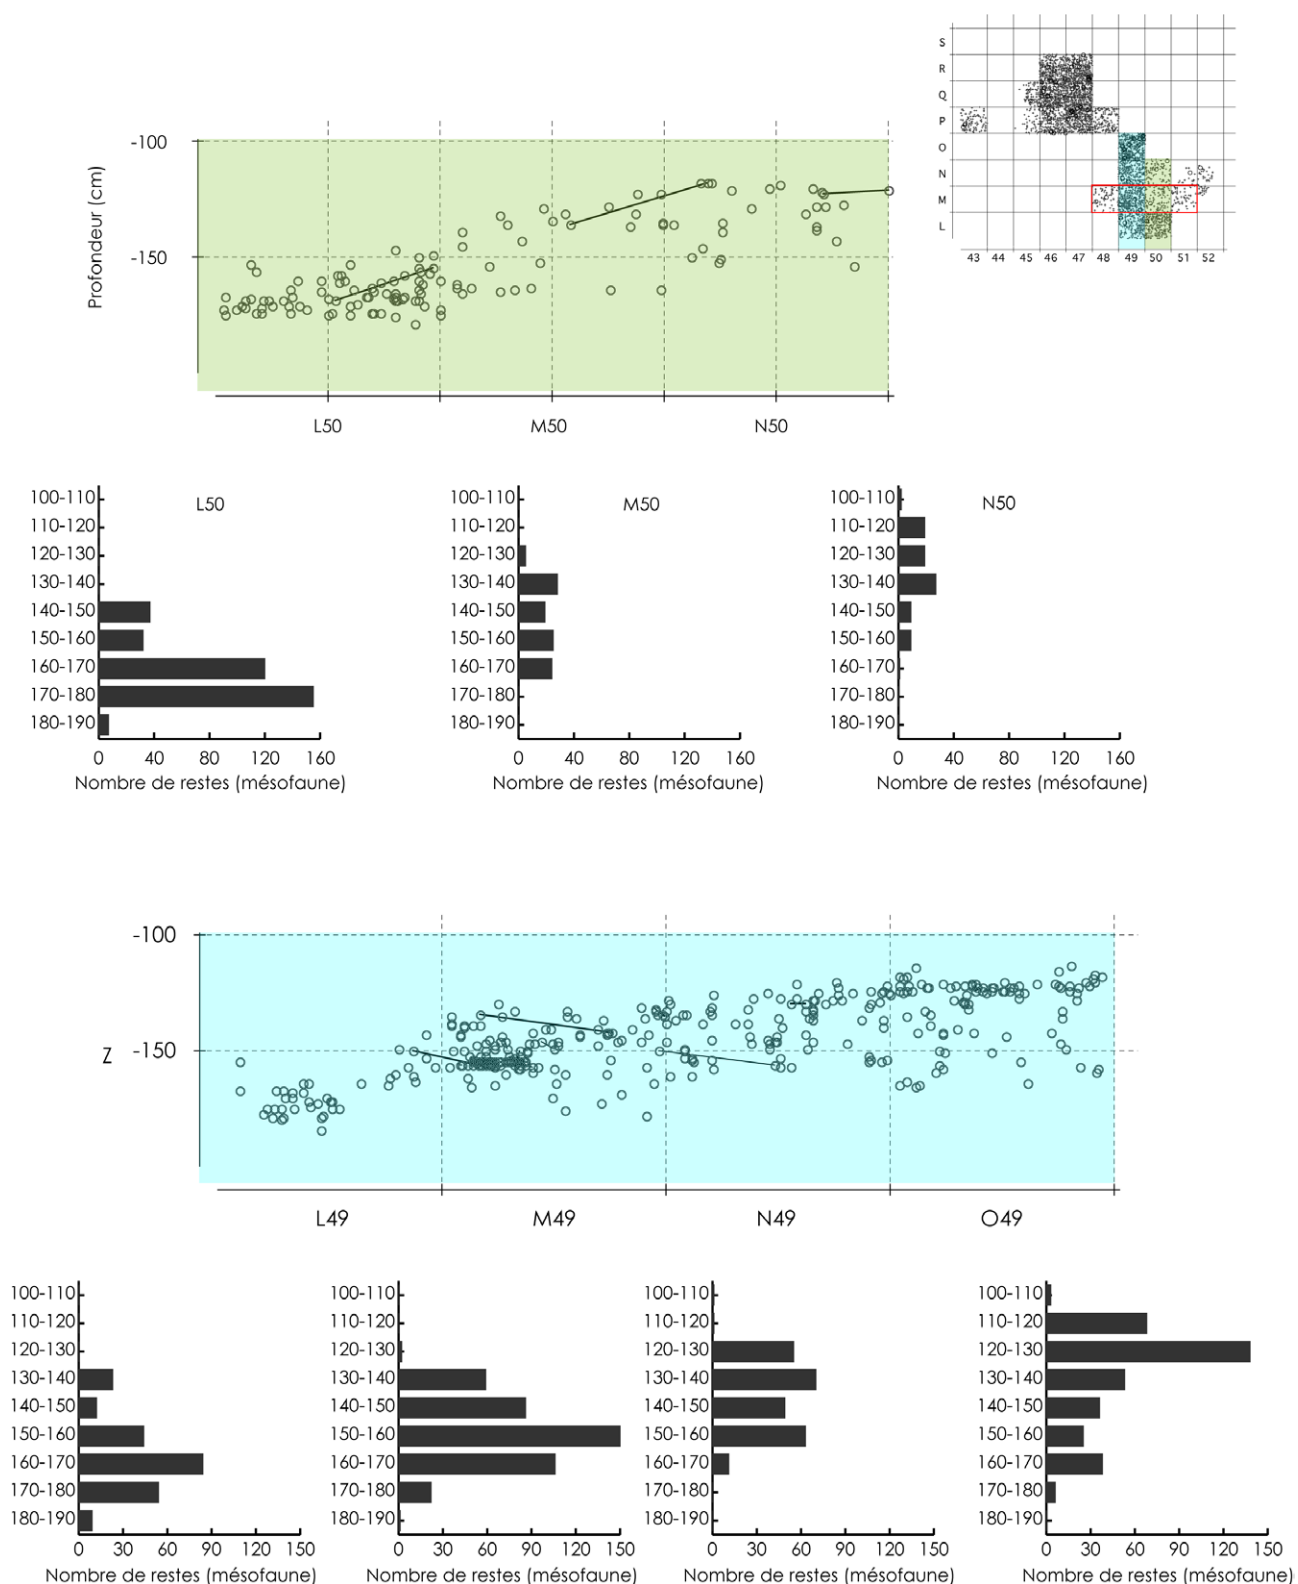 S
R
Q
P
O
N
M
L
43 44 45 46 47 48 49 50 51 52
-100
-150
Profondeur (cm)
L50 M50 N50
L50
100-110
110-120
120-130
130-140
140-150
150-160
160-170
170-180
180-190
0 40 80 120 160
Nombre de restes (mésofaune)
M50
100-110
110-120
120-130
130-140
140-150
150-160
160-170
170-180
180-190
0 40 80 120 160
Nombre de restes (mésofaune)
N50
100-110
110-120
120-130
130-140
140-150
150-160
160-170
170-180
180-190
0 40 80 120 160
Nombre de restes (mésofaune)
-100
-150
Z
L49 M49 N49 O49
100-110
110-120
120-130
130-140
140-150
150-160
160-170
170-180
180-190
0 30 60 90 120 150
Nombre de restes (mésofaune)
100-110
110-120
120-130
130-140
140-150
150-160
160-170
170-180
180-190
0 30 60 90 120 150
Nombre de restes (mésofaune)
100-110
110-120
120-130
130-140
140-150
150-160
160-170
170-180
180-190
0 30 60 90 120 150
Nombre de restes (mésofaune)
100-110
110-120
120-130
130-140
140-150
150-160
160-170
170-180
180-190
0 30 60 90 120 150
Nombre de restes (mésofaune)